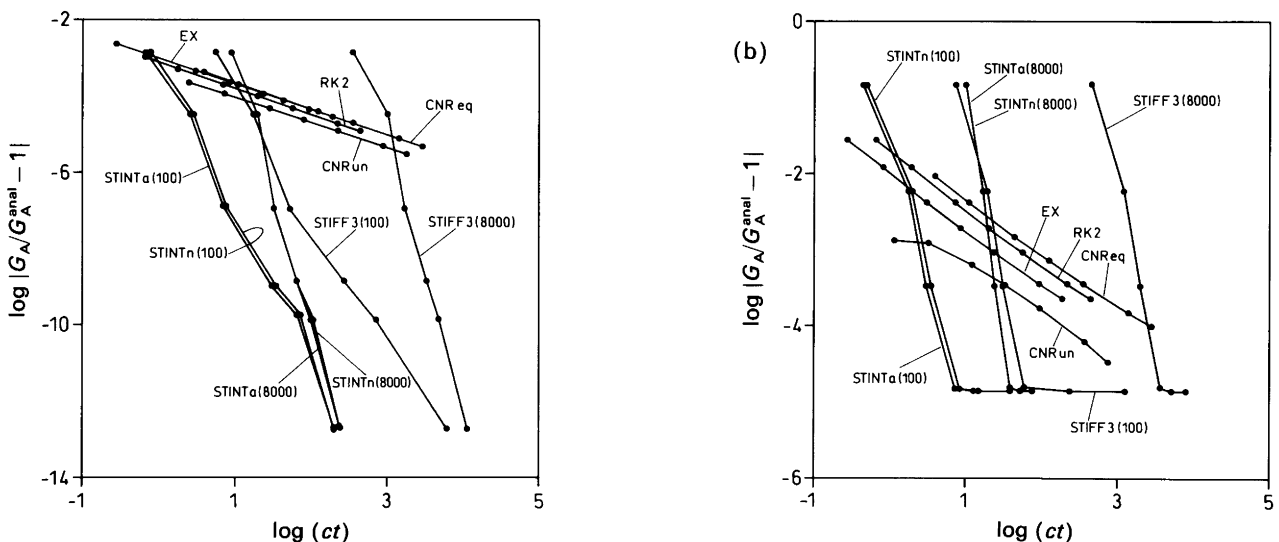 -2
-6
-10
-14
-1
1
3
5
log |G_A/G_A^anal − 1|
log (ct)
EX
RK2
CNReq
CNRun
STINTa(100)
STINTn(100)
STIFF3(100)
STIFF3(8000)
STINTa(8000)
STINTn(8000)
(b)
0
-2
-4
-6
-1
1
3
5
log |G_A/G_A^anal − 1|
log (ct)
STINTn(100)
STINTa(8000)
STINTn(8000)
STIFF3(8000)
EX
RK2
CNReq
CNRun
STINTa(100)
STIFF3(100)